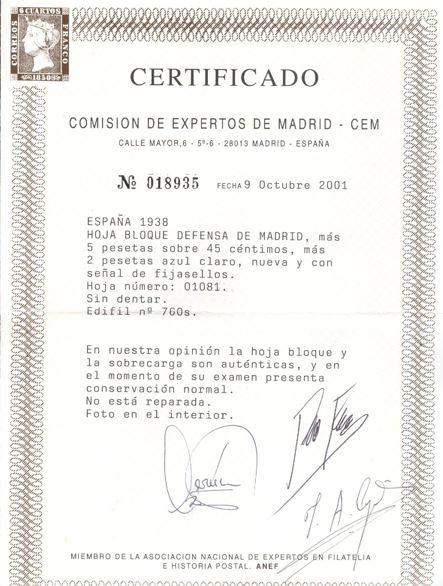 6 CUARTOS
CORREOS
FRANCO
1850
CERTIFICADO
COMISION DE EXPERTOS DE MADRID - CEM
CALLE MAYOR,6 - 5º-6 - 28013 MADRID - ESPAÑA
№ 018935 FECHA 9 Octubre 2001
ESPAÑA 1938
HOJA BLOQUE DEFENSA DE MADRID, más
5 pesetas sobre 45 céntimos, más
2 pesetas azul claro, nueva y con
señal de fijasellos.
Hoja número: 01081.
Sin dentar.
Edifil nº 760s.
En nuestra opinión la hoja bloque y
la sobrecarga son auténticas, y en
el momento de su examen presenta
conservación normal.
No está reparada.
Foto en el interior.
MIEMBRO DE LA ASOCIACION NACIONAL DE EXPERTOS EN FILATELIA
E HISTORIA POSTAL. ANEF